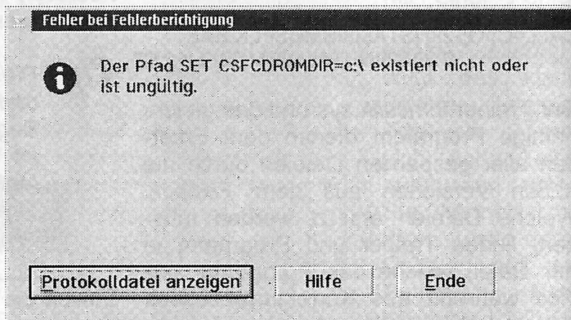 Fehler bei Fehlerberichtigung
Der Pfad SET CSFCDROMDIR=c:\ existiert nicht oder
ist ungültig.
Protokolldatei anzeigen
Hilfe
Ende